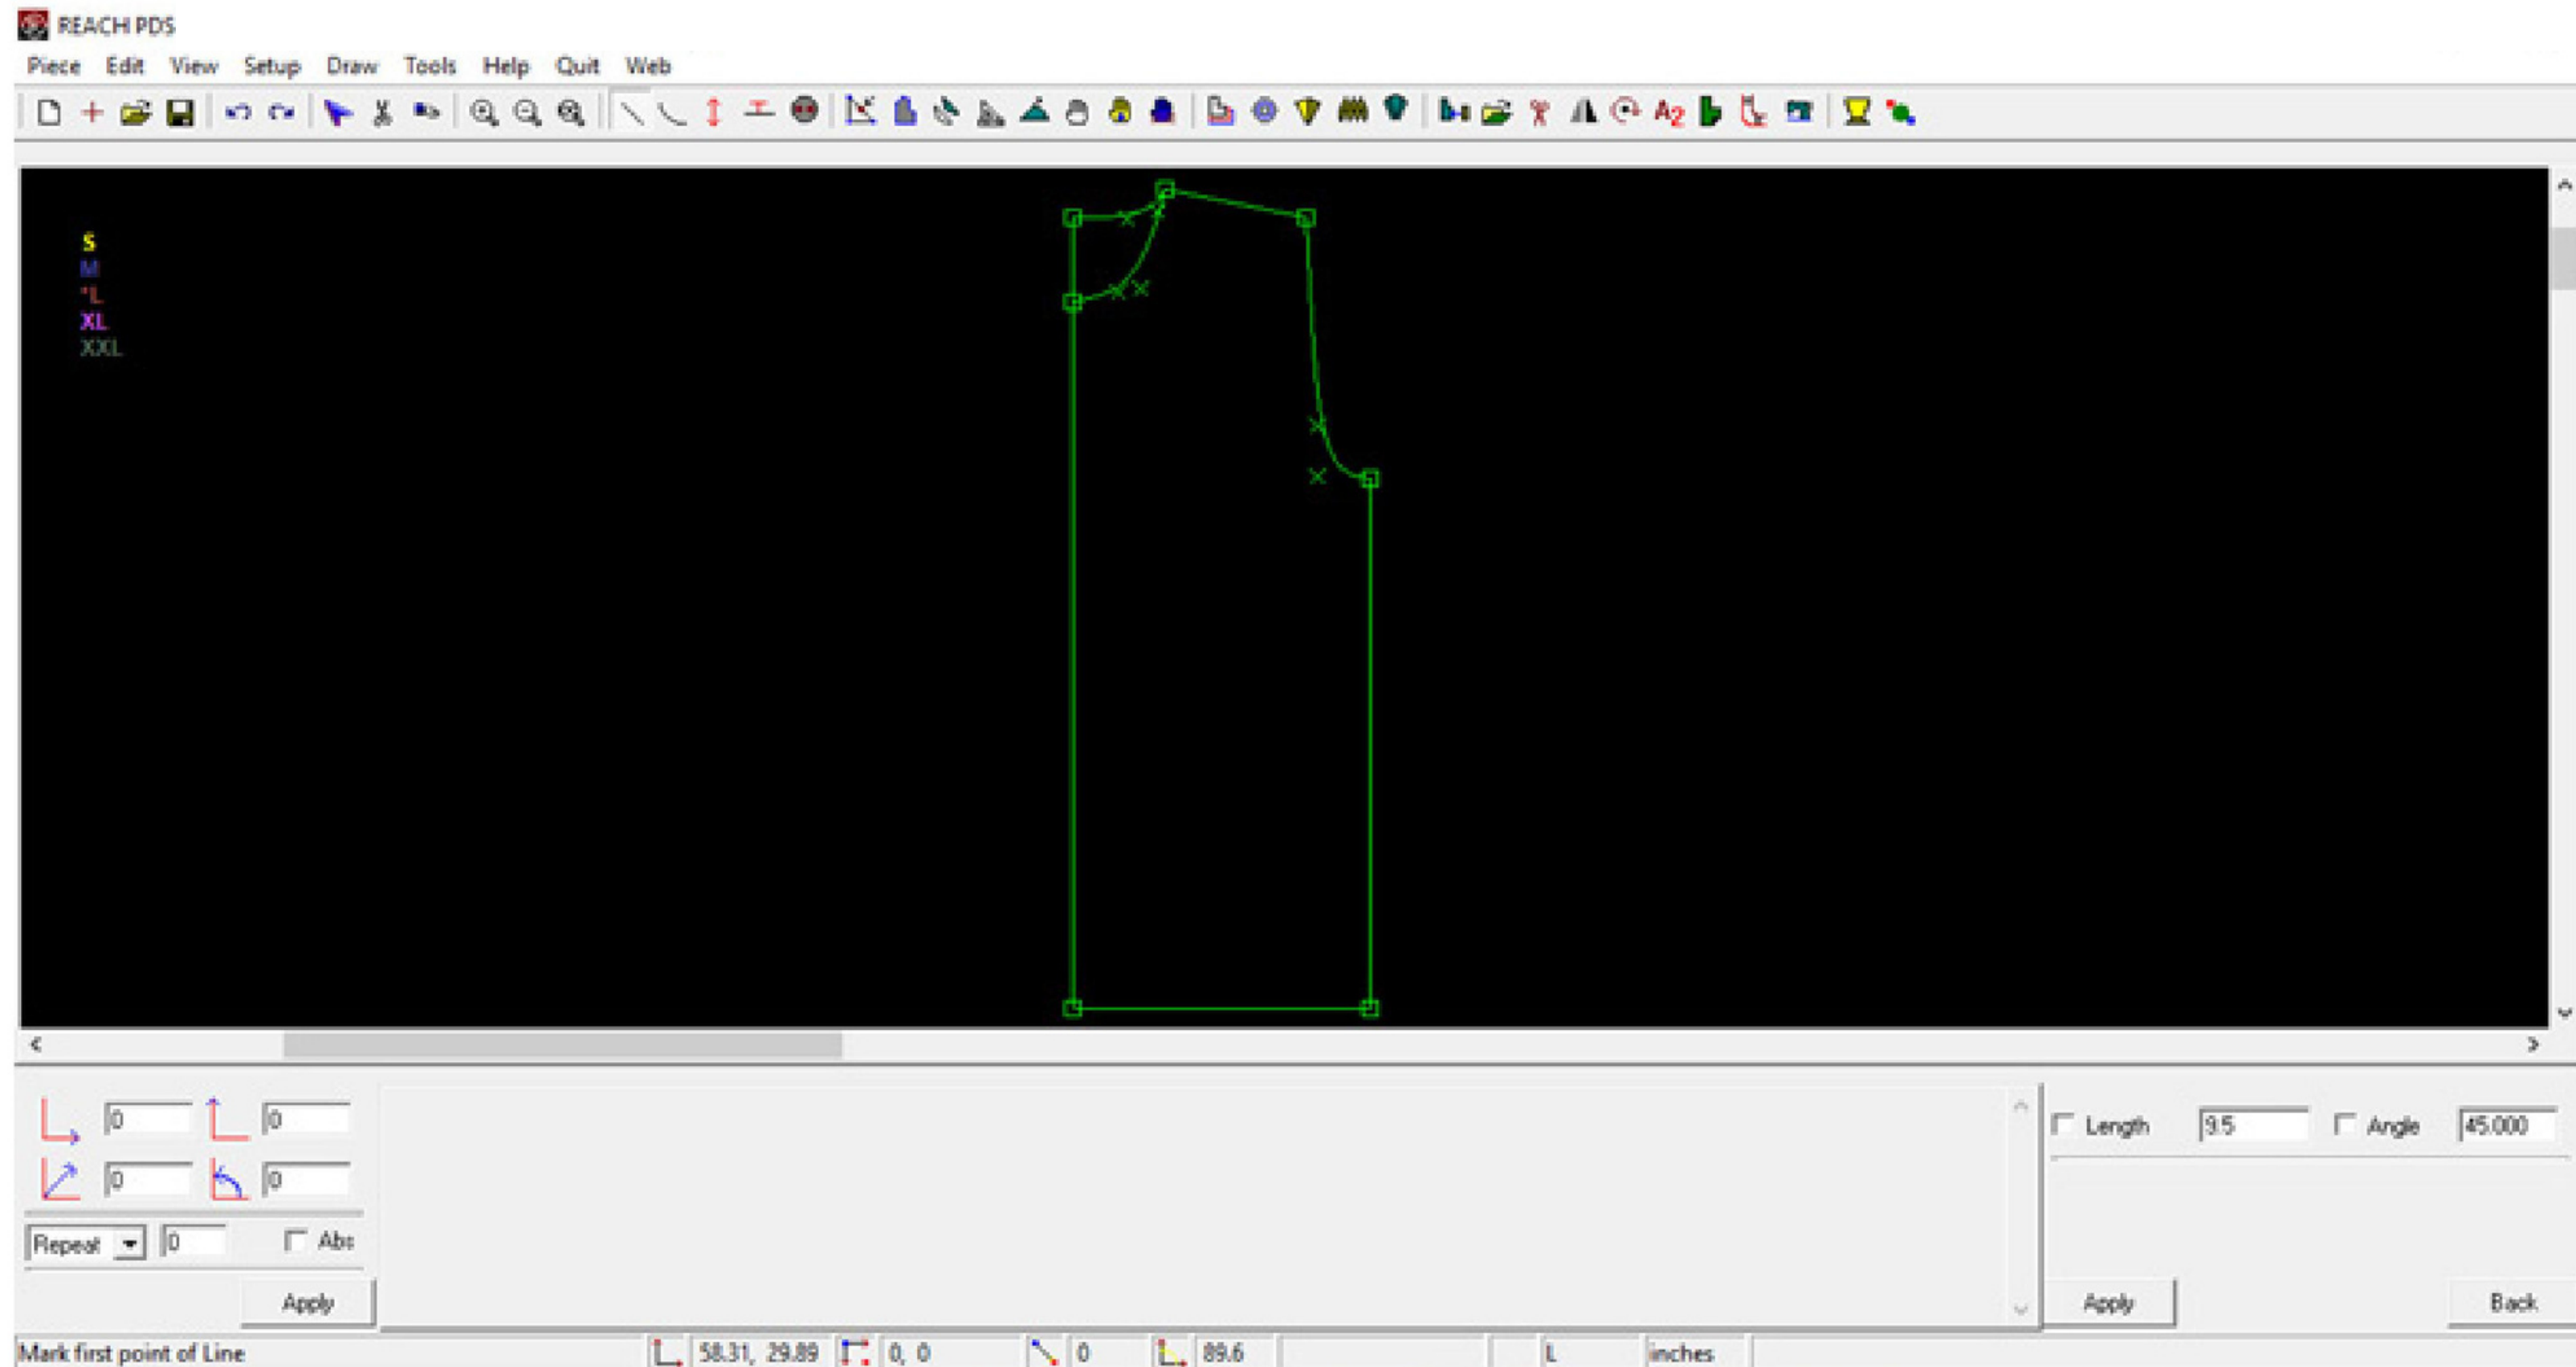 REACH PDS
Piece Edit View Setup Draw Tools Help Quit Web
S
M
*L
XL
XXL
0 0
0 0
Repeat 0 Abs
Apply
Length 9.5 Angle 45.000
Apply Back
Mark first point of Line 58.31, 29.89 0, 0 0 89.6 L inches